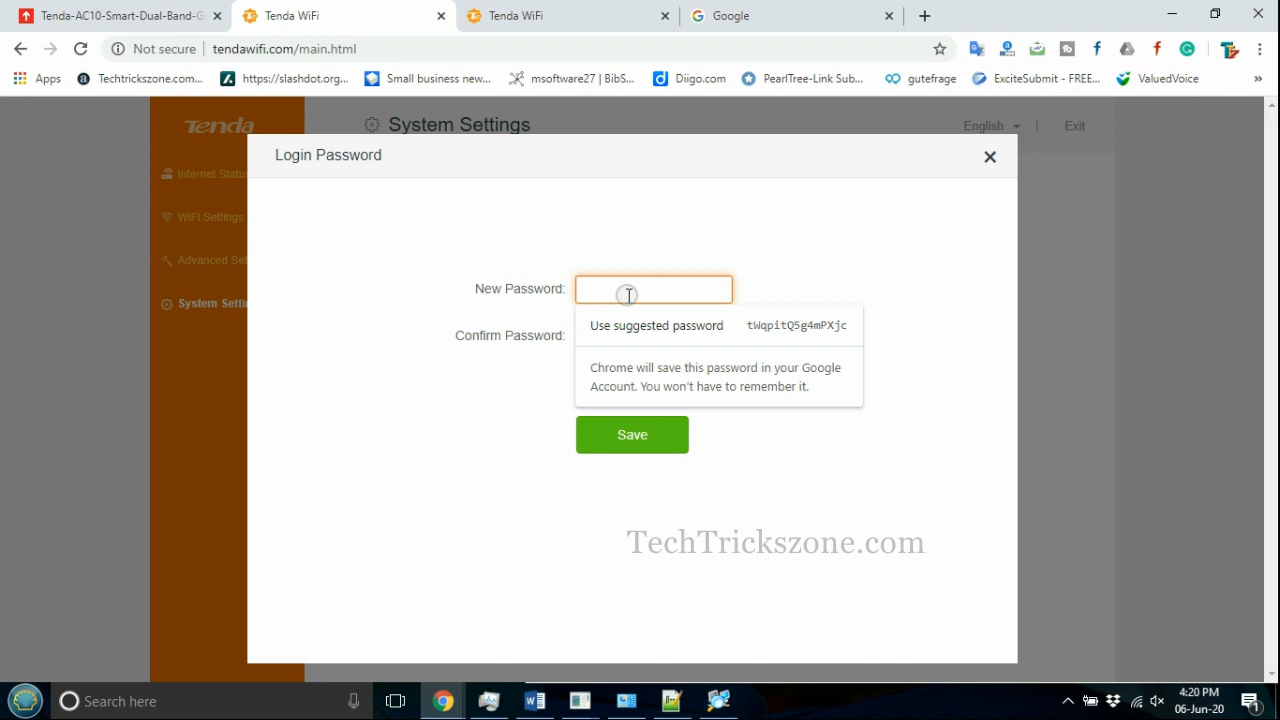 Tenda-AC10-Smart-Dual-Band-G
Tenda WiFi
Tenda WiFi
Google
Not secure | tendawifi.com/main.html
Apps
Techtrickszone.com...
https://slashdot.org...
Small business new...
msoftware27 | BibS...
Diigo.com
PearlTree-Link Sub...
gutefrage
ExciteSubmit - FREE...
ValuedVoice
»
Tenda
System Settings
English
|
Exit
Login Password
Internet Status
WiFi Settings
Advanced Set
System Settin
New Password:
Use suggested password tWqpitQ5g4mPXjc
Confirm Password:
Chrome will save this password in your Google
Account. You won't have to remember it.
Save
TechTrickszone.com
Search here
4:20 PM
06-Jun-20
1